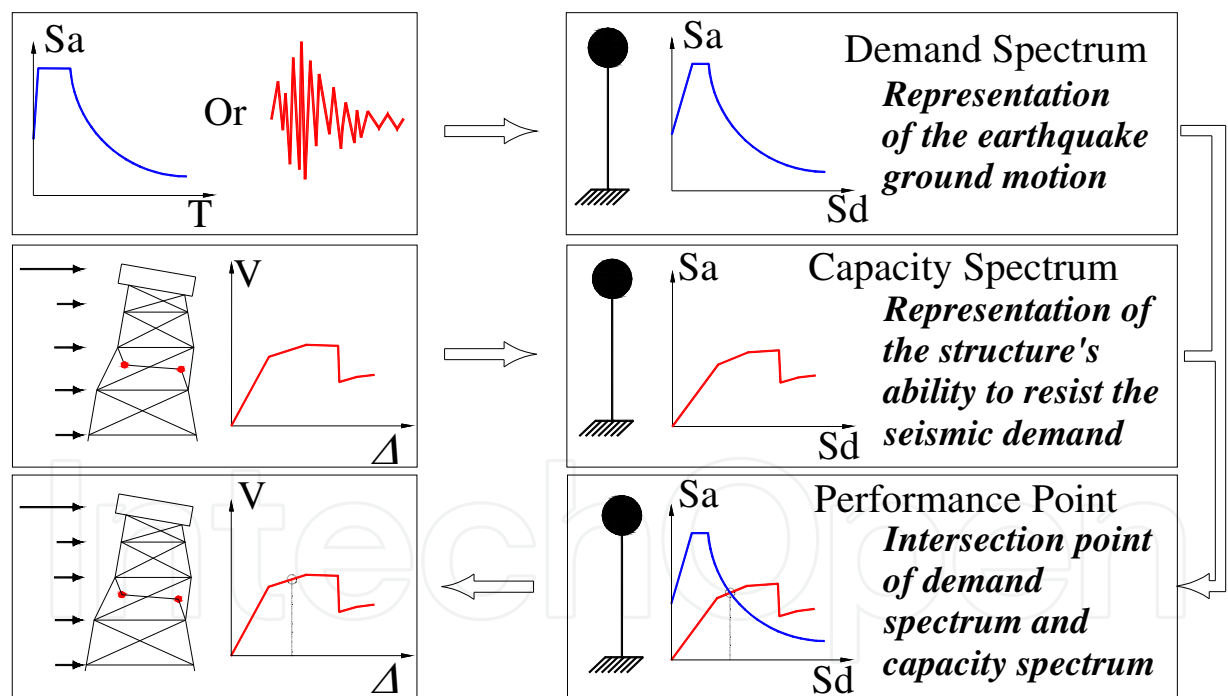 Sa
Or
T
Sa
Demand Spectrum
Representation
of the earthquake
ground motion
Sd
V
Δ
Sa
Capacity Spectrum
Representation of
the structure's
ability to resist the
seismic demand
Sd
V
Δ
Sa
Performance Point
Intersection point
of demand
spectrum and
capacity spectrum
Sd
IntechOpen